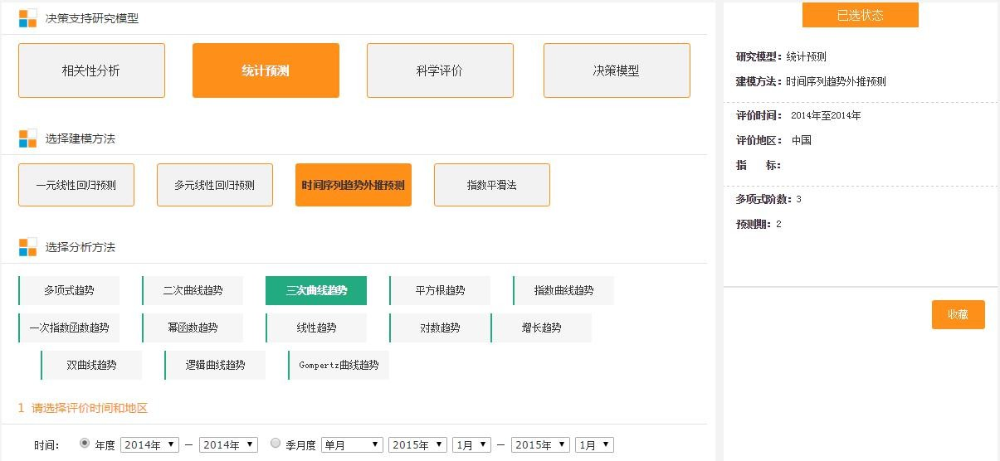 决策支持研究模型
相关性分析 统计预测 科学评价 决策模型
选择建模方法
一元线性回归预测 多元线性回归预测 时间序列趋势外推预测 指数平滑法
选择分析方法
多项式趋势 二次曲线趋势 三次曲线趋势 平方根趋势 指数曲线趋势
一次指数函数趋势 幂函数趋势 线性趋势 对数趋势 增长趋势
双曲线趋势 逻辑曲线趋势 Gompertz曲线趋势
1 请选择评价时间和地区
时间: 年度 2014年 — 2014年 季月度 单月 2015年 1月 — 2015年 1月
已选状态
研究模型：统计预测
建模方法：时间序列趋势外推预测
评价时间： 2014年至2014年
评价地区： 中国
指 标：
多项式阶数：3
预测期：2
收藏